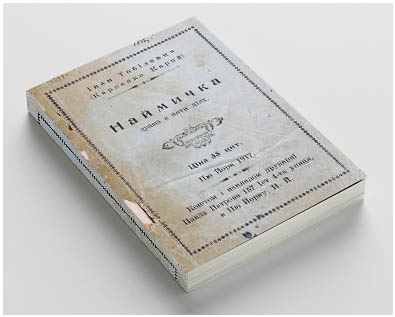 Іван Тобілевич
(Карпенко Карий)
Наймичка
драма в пяти діях.
Ціна 35 цнт.
Ню Йорк 1917.
Коштом і накладом друкарні
Павла Петрова 167 Іст 4-та улиця,
в Ню Йорку, Н. Й.